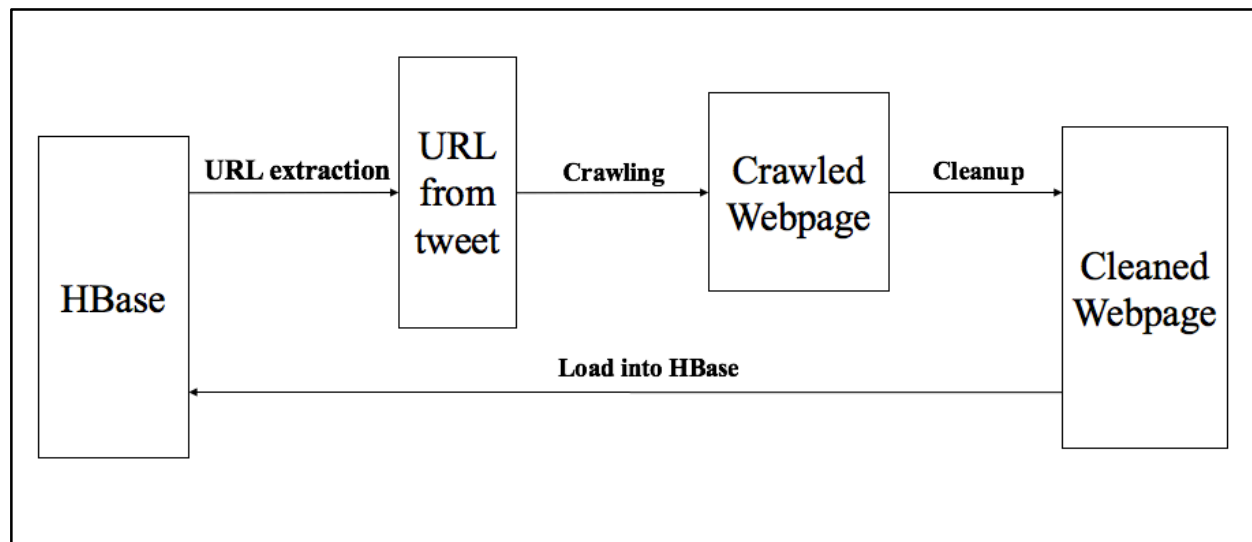 HBase
URL extraction
URL
from
tweet
Crawling
Crawled
Webpage
Cleanup
Cleaned
Webpage
Load into HBase